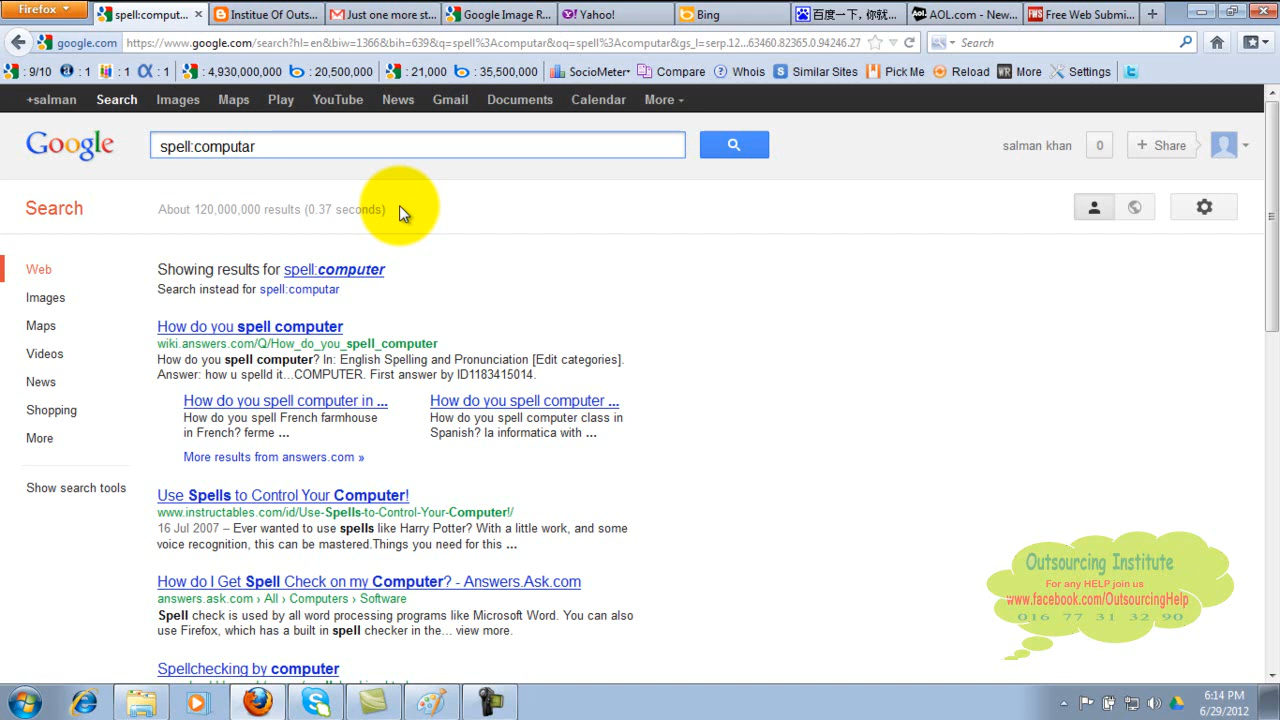 Firefox
spell:comput...
Institue Of Outs...
Just one more st...
Google Image R...
Yahoo!
Bing
百度一下，你就...
AOL.com - New...
Free Web Submi...
google.com
https://www.google.com/search?hl=en&biw=1366&bih=639&q=spell%3Acomputar&oq=spell%3Acomputar&gs_l=serp.12...63460.82365.0.94246.27
Search
: 9/10 : 1 : 1 : 1 : 4,930,000,000 : 20,500,000 : 21,000 : 35,500,000 SocioMeter Compare Whois Similar Sites Pick Me Reload More Settings
+salman Search Images Maps Play YouTube News Gmail Documents Calendar More
Google
spell:computar
salman khan 0 + Share
Search
About 120,000,000 results (0.37 seconds)
Web
Images
Maps
Videos
News
Shopping
More
Show search tools
Showing results for spell:computer
Search instead for spell:computar
How do you spell computer
wiki.answers.com/Q/How_do_you_spell_computer
How do you spell computer? In: English Spelling and Pronunciation [Edit categories].
Answer: how u spelld it...COMPUTER. First answer by ID1183415014.
How do you spell computer in ...
How do you spell French farmhouse
in French? ferme ...
How do you spell computer ...
How do you spell computer class in
Spanish? la informatica with ...
More results from answers.com »
Use Spells to Control Your Computer!
www.instructables.com/id/Use-Spells-to-Control-Your-Computer!/
16 Jul 2007 – Ever wanted to use spells like Harry Potter? With a little work, and some
voice recognition, this can be mastered.Things you need for this ...
How do I Get Spell Check on my Computer? - Answers.Ask.com
answers.ask.com › All › Computers › Software
Spell check is used by all word processing programs like Microsoft Word. You can also
use Firefox, which has a built in spell checker in the... view more.
Spellchecking by computer
Outsourcing Institute
For any HELP join us
www.facebook.com/OutsourcingHelp
016 77 31 32 90
6:14 PM
6/29/2012